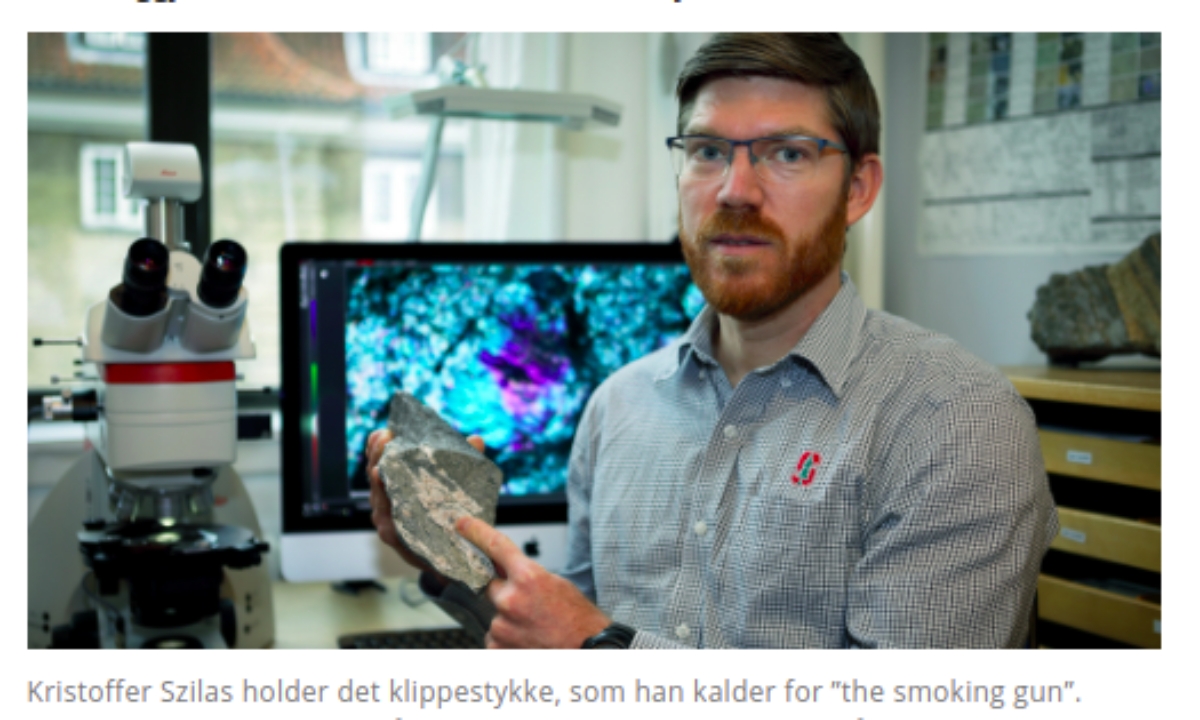 Kristoffer Szilas holder det klippestykke, som han kalder for ”the smoking gun”.